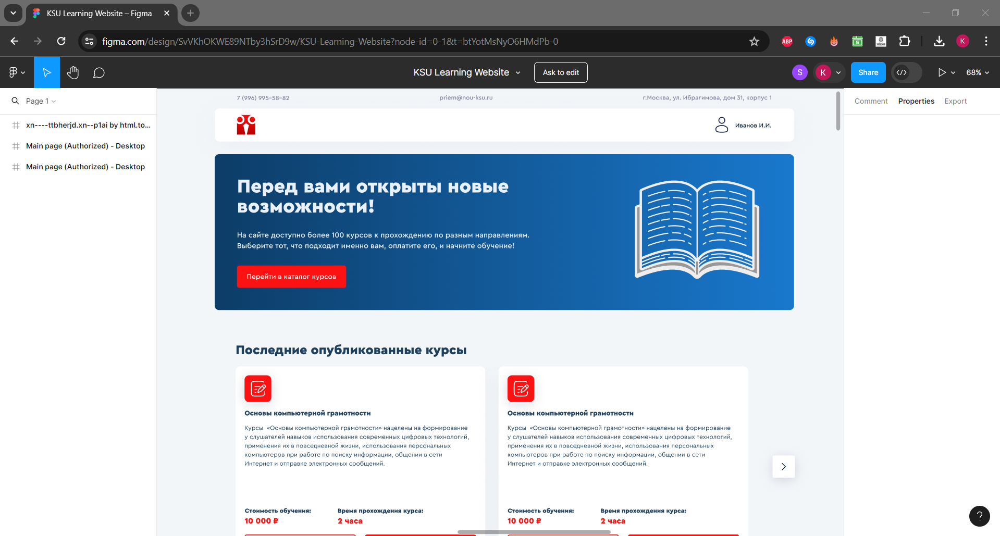 KSU Learning Website – Figma
figma.com/design/SvVKhOKWE89NTby3hSrD9w/KSU-Learning-Website?node-id=0-1&t=btYotMsNyO6HMdPb-0
ABP
S
K
KSU Learning Website
Ask to edit
S
K
Share
68%
Page 1
Comment
Properties
Export
xn----ttbherjd.xn--p1ai by html.to...
Main page (Authorized) - Desktop
Main page (Authorized) - Desktop
7 (996) 995-58-82
priem@nou-ksu.ru
г.Москва, ул. Ибрагимова, дом 31, корпус 1
Иванов И.И.
Перед вами открыты новые
возможности!
На сайте доступно более 100 курсов к прохождению по разным направлениям.
Выберите тот, что подходит именно вам, оплатите его, и начните обучение!
Перейти в каталог курсов
Последние опубликованные курсы
Основы компьютерной грамотности
Курсы «Основы компьютерной грамотности» нацелены на формирование
у слушателей навыков использования современных цифровых технологий,
применения их в повседневной жизни, использования персональных
компьютеров при работе по поиску информации, общении в сети
Интернет и отправке электронных сообщений.
Стоимость обучения:
10 000 ₽
Время прохождения курса:
2 часа
Основы компьютерной грамотности
Курсы «Основы компьютерной грамотности» нацелены на формирование
у слушателей навыков использования современных цифровых технологий,
применения их в повседневной жизни, использования персональных
компьютеров при работе по поиску информации, общении в сети
Интернет и отправке электронных сообщений.
Стоимость обучения:
10 000 ₽
Время прохождения курса:
2 часа
?